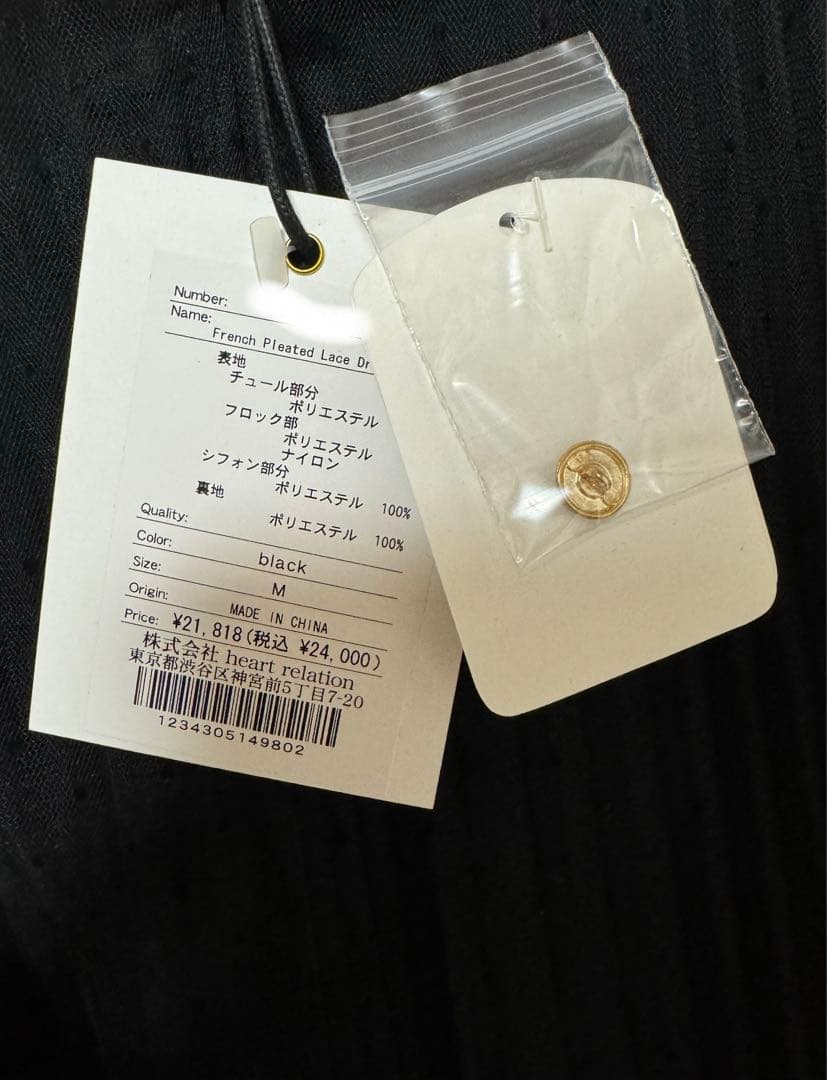 Number:
Name:
French Pleated Lace Dr
表地
チュール部分
ポリエステル
フロック部
ポリエステル
ナイロン
シフォン部分
ポリエステル 100%
裏地
ポリエステル 100%
Quality:
Color: black
Size: M
Origin: MADE IN CHINA
Price: ¥21,818(税込 ¥24,000)
株式会社 heart relation
東京都渋谷区神宮前5丁目7-20
1234305149802